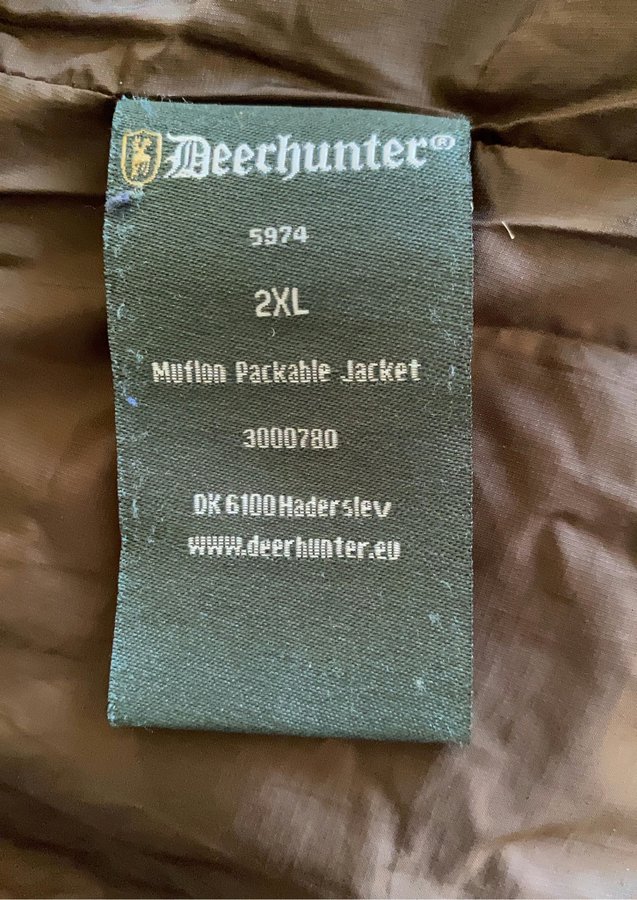 Deerhunter®
5974
2XL
Muflon Packable Jacket
3000780
DK 6100 Haderslev
www.deerhunter.eu